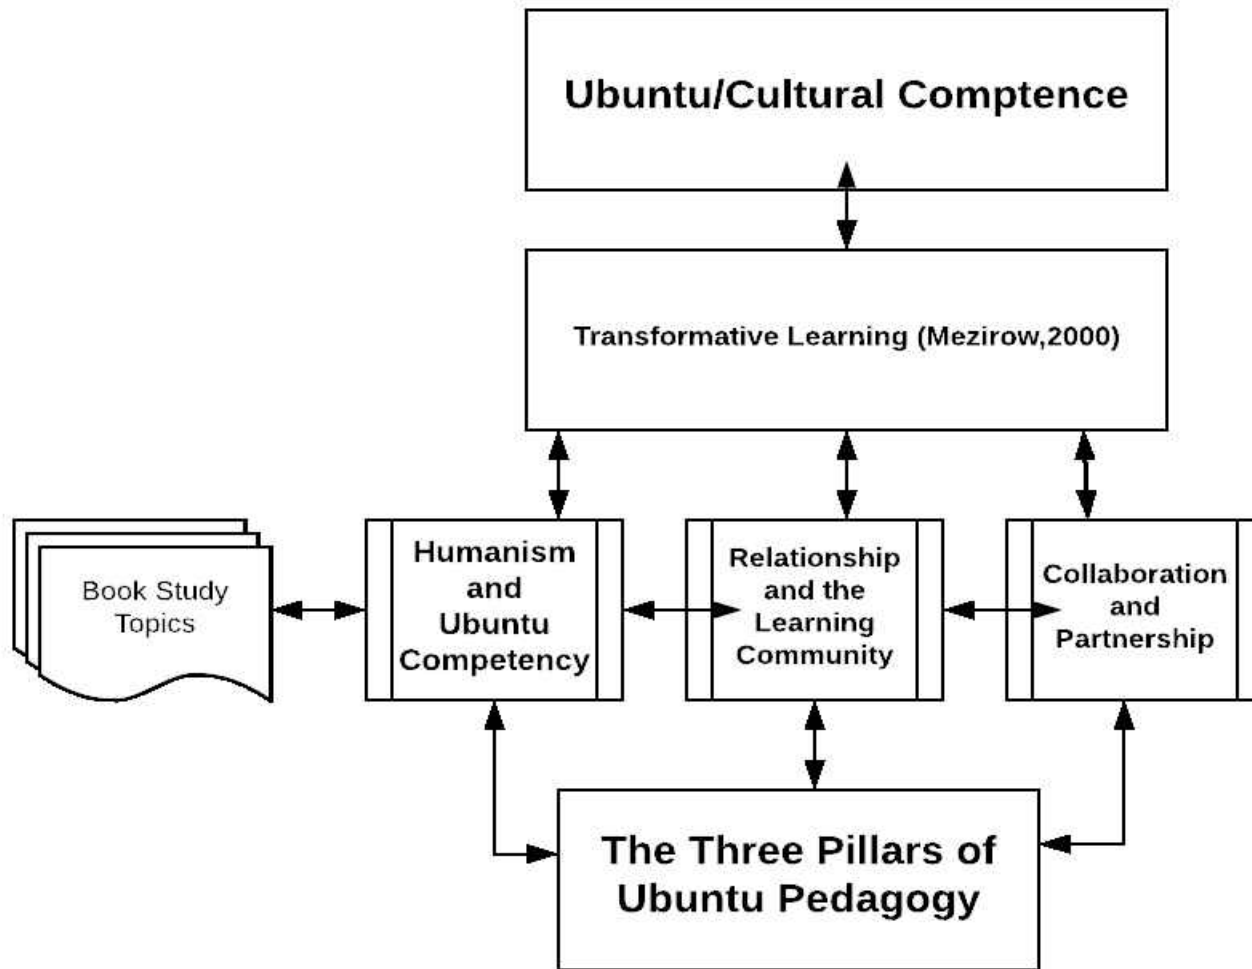 Ubuntu/Cultural Comptence
Transformative Learning (Mezirow,2000)
Book Study
Topics
Humanism
and
Ubuntu
Competency
Relationship
and the
Learning
Community
Collaboration
and
Partnership
The Three Pillars of
Ubuntu Pedagogy